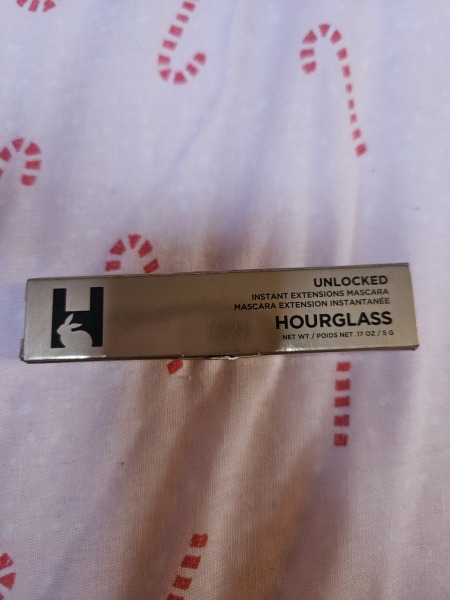 H
UNLOCKED
INSTANT EXTENSIONS MASCARA
MASCARA EXTENSION INSTANTANÉE
HOURGLASS
NET WT / POIDS NET .17 OZ / 5 G